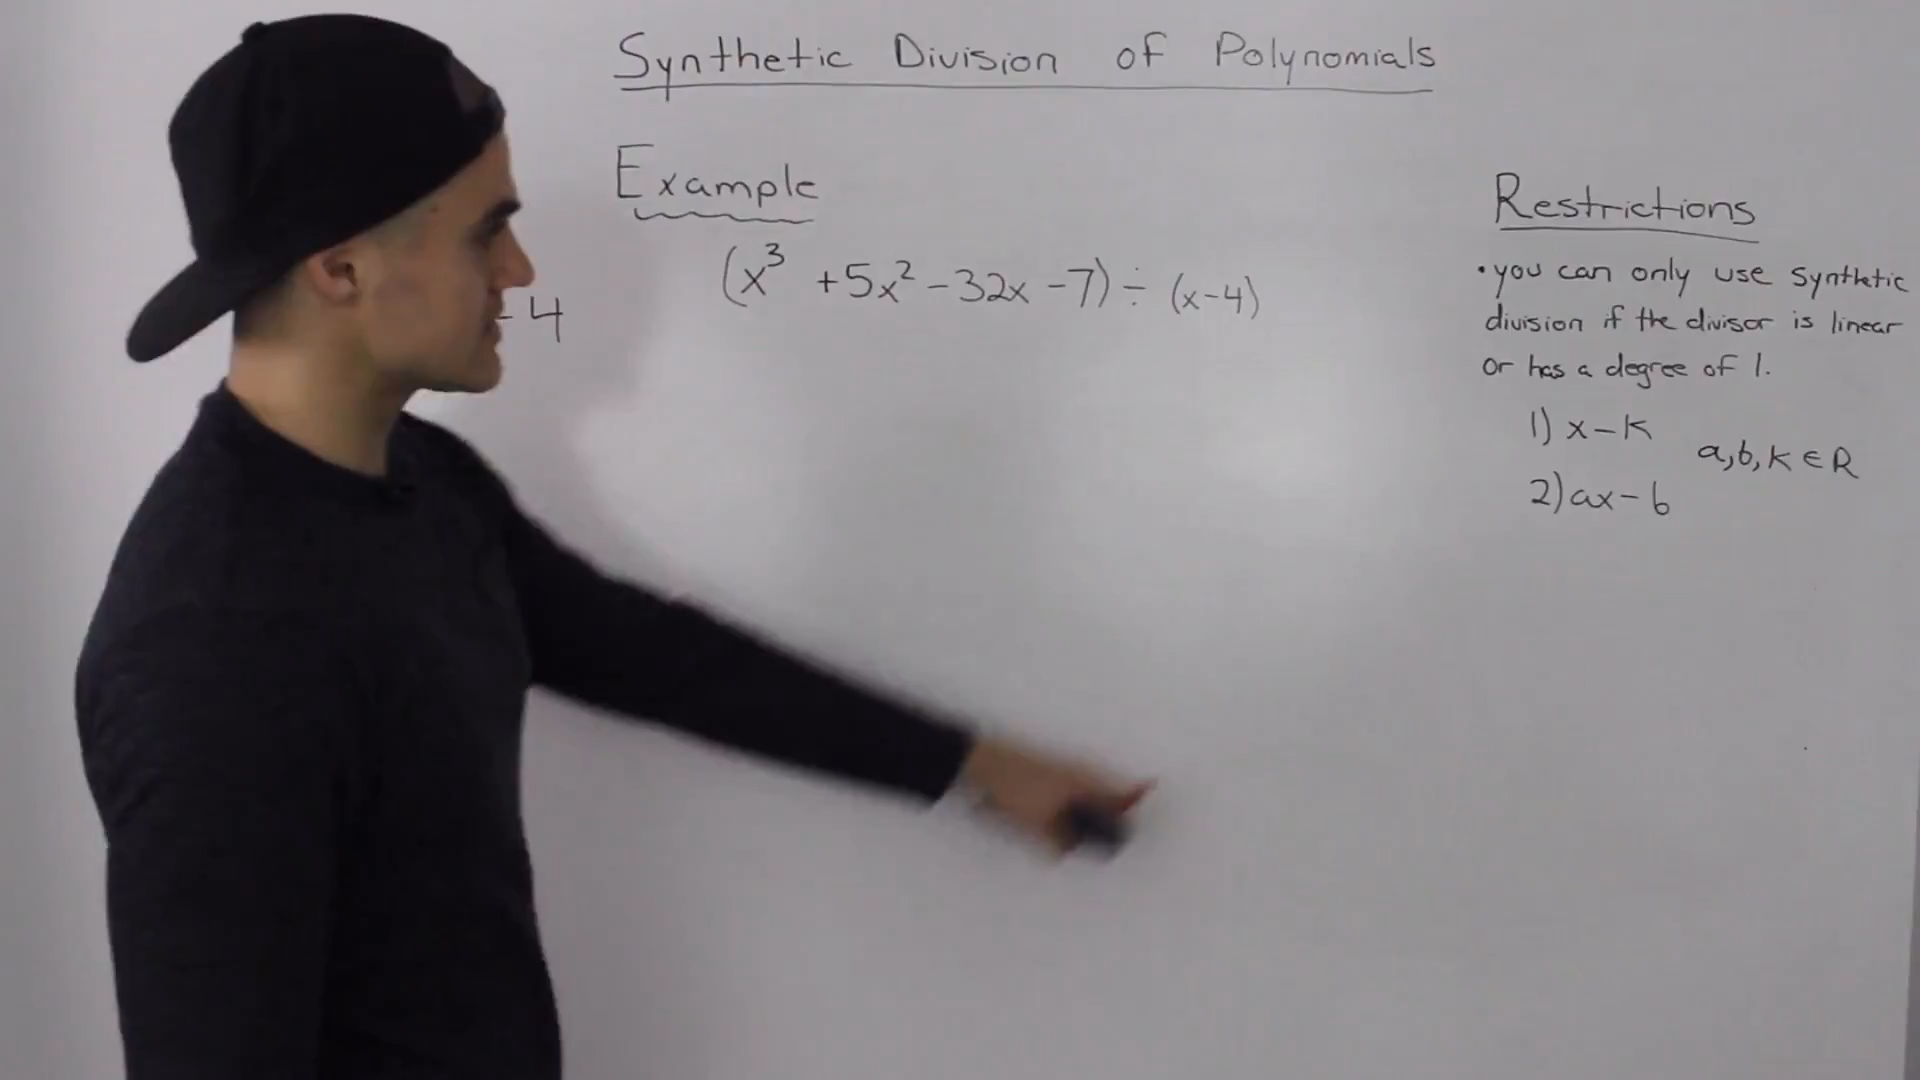 Synthetic Division of Polynomials
Example
(x³ +5x² -32x -7) ÷ (x-4)
-4
Restrictions
• you can only use synthetic
division if the divisor is linear
or has a degree of 1.
1) x-k
a,b,k ∈ R
2) ax-b